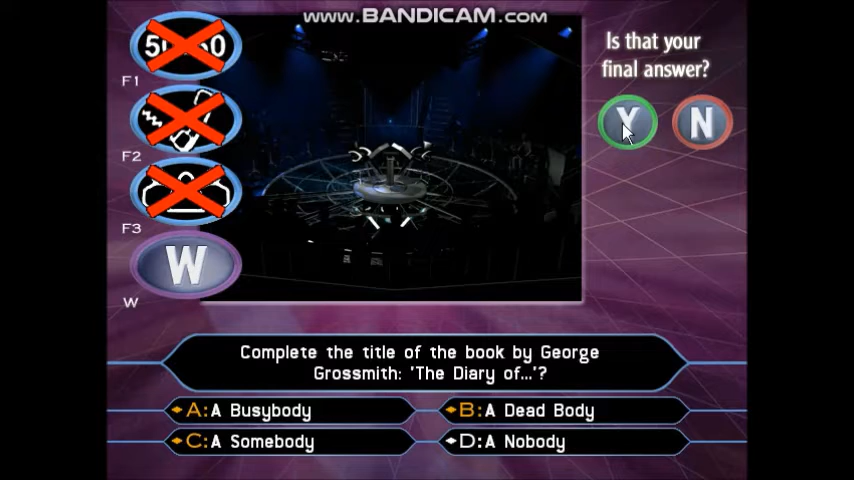 www.BANDICAM.com
Is that your
final answer?
F1
Y N
F2
F3
W
W
Complete the title of the book by George
Grossmith: 'The Diary of...'?
A: A Busybody
B: A Dead Body
C: A Somebody
D: A Nobody